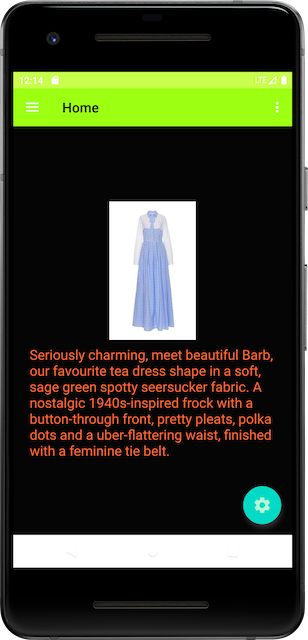 12:14 LTE
Home
Seriously charming, meet beautiful Barb,
our favourite tea dress shape in a soft,
sage green spotty seersucker fabric. A
nostalgic 1940s-inspired frock with a
button-through front, pretty pleats, polka
dots and a uber-flattering waist, finished
with a feminine tie belt.